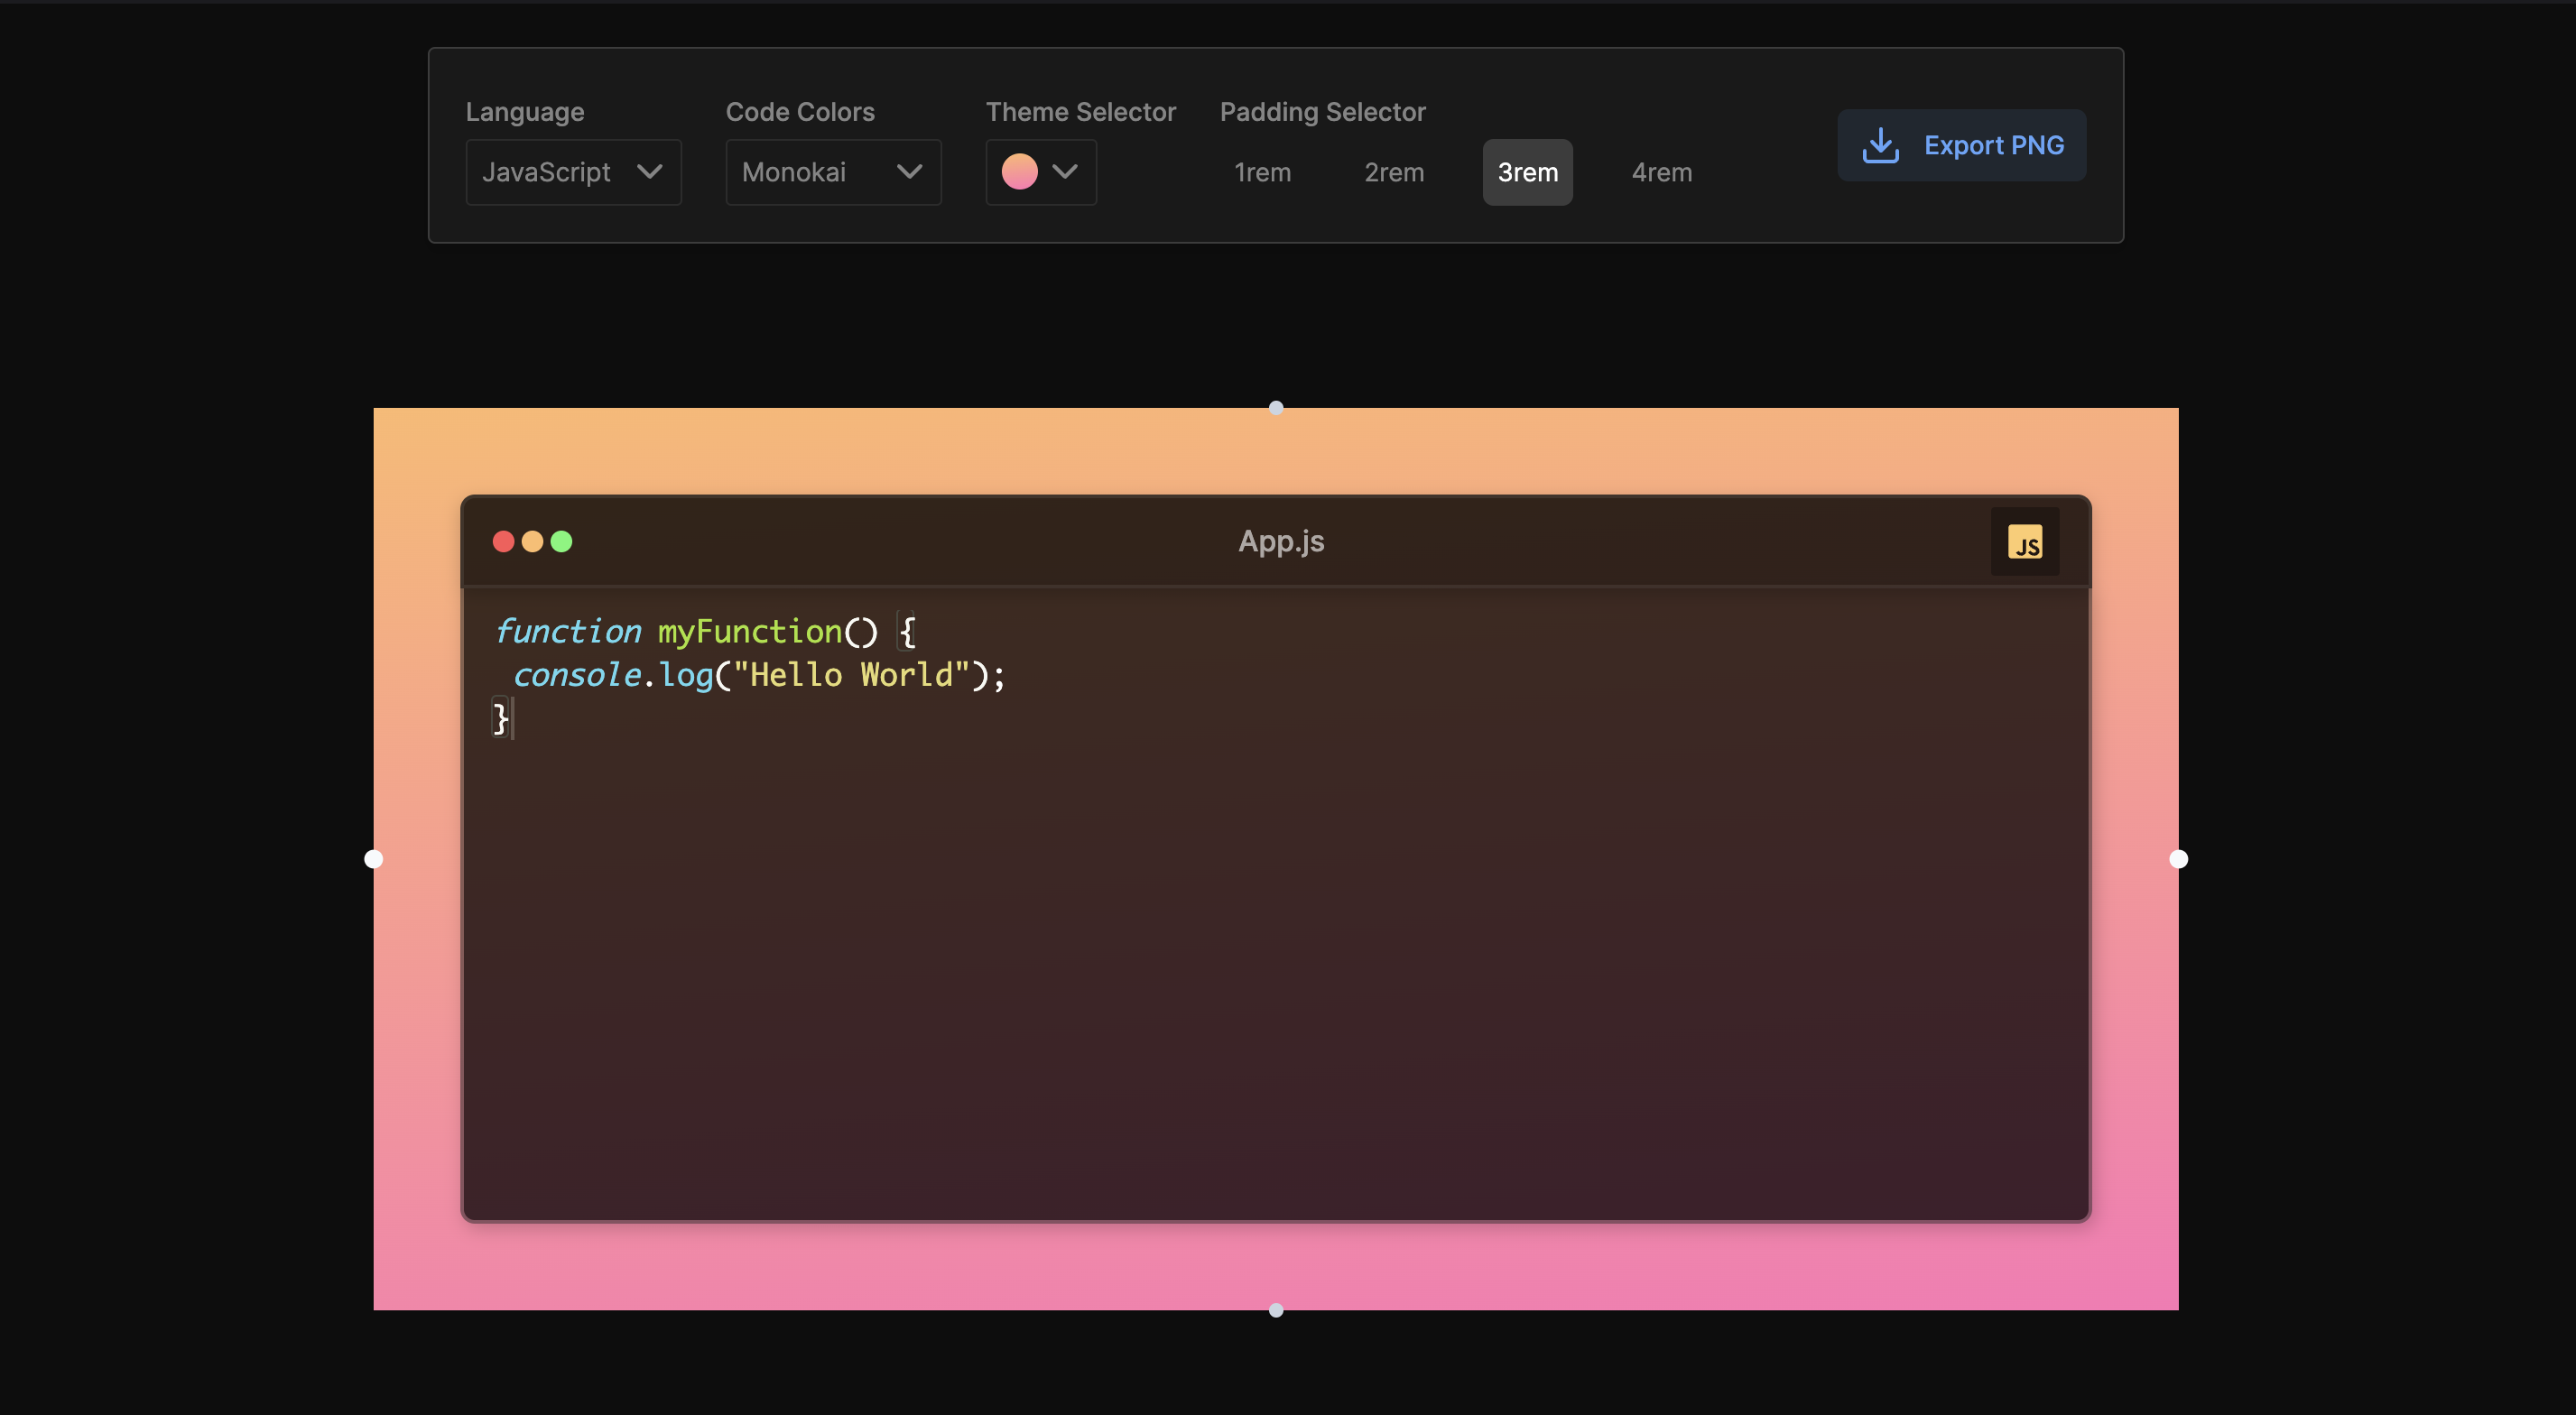 Language Code Colors Theme Selector Padding Selector
JavaScript Monokai 1rem 2rem 3rem 4rem Export PNG
App.js JS
function myFunction() {
 console.log("Hello World");
}